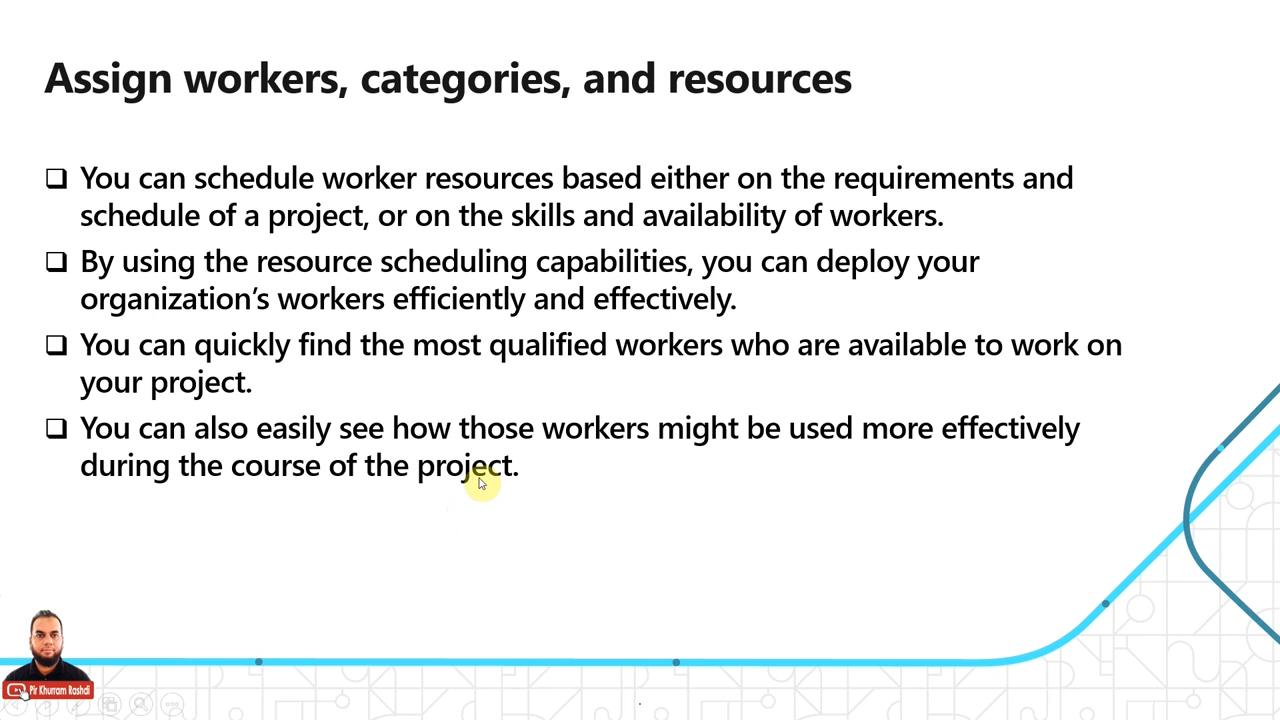 Assign workers, categories, and resources
❑ You can schedule worker resources based either on the requirements and
schedule of a project, or on the skills and availability of workers.
❑ By using the resource scheduling capabilities, you can deploy your
organization’s workers efficiently and effectively.
❑ You can quickly find the most qualified workers who are available to work on
your project.
❑ You can also easily see how those workers might be used more effectively
during the course of the project.
Pir Khurram Rashdi